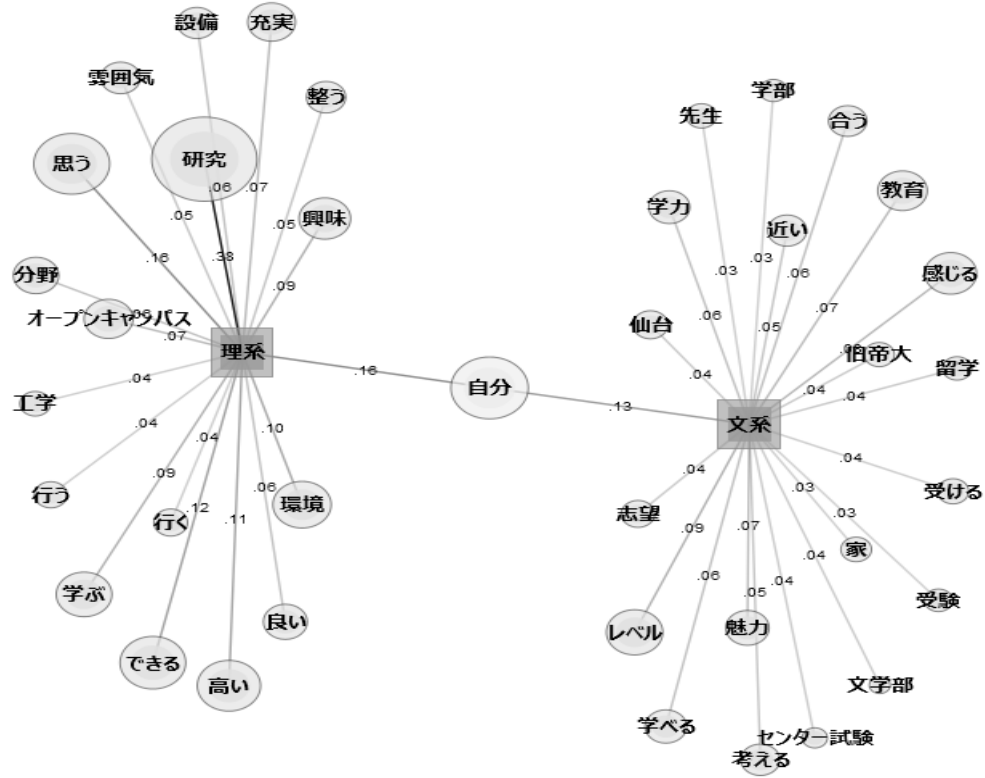 設備
充実
雰囲気
整う
思う
研究
.06
.07
.05
.05
興味
.38
.16
.09
分野
オープンキャンパス
.07
理系
.16
自分
.13
工学
.04
.04
行う
.04
.10
.09
.12
.06
.11
環境
行く
学ぶ
良い
できる
高い
学部
先生
合う
教育
学力
近い
.03
.03
.06
感じる
.06
.05
.07
仙台
旧帝大
留学
.04
.04
.04
文系
.04
.04
受ける
志望
.03
.03
.09
.07
家
.04
.06
.05
.04
受験
レベル
魅力
文学部
学べる
センター試験
考える